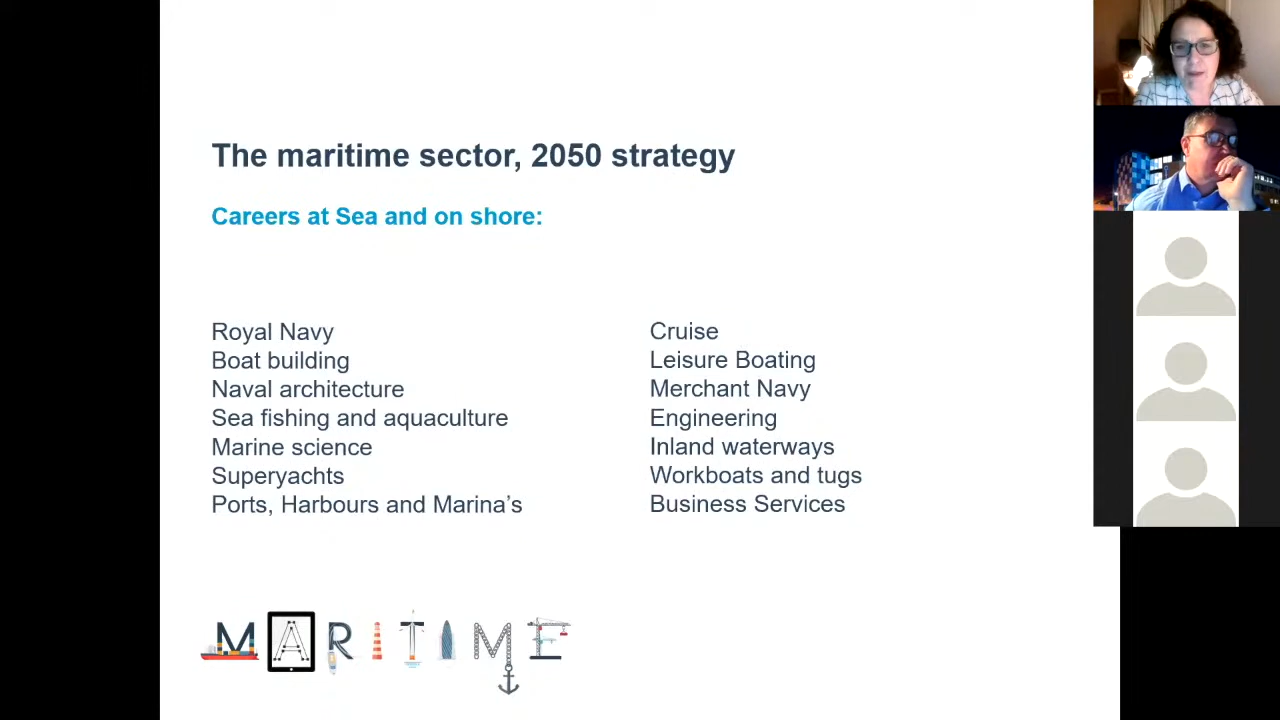 The maritime sector, 2050 strategy
Careers at Sea and on shore:
Royal Navy
Boat building
Naval architecture
Sea fishing and aquaculture
Marine science
Superyachts
Ports, Harbours and Marina’s
Cruise
Leisure Boating
Merchant Navy
Engineering
Inland waterways
Workboats and tugs
Business Services
MARITIME